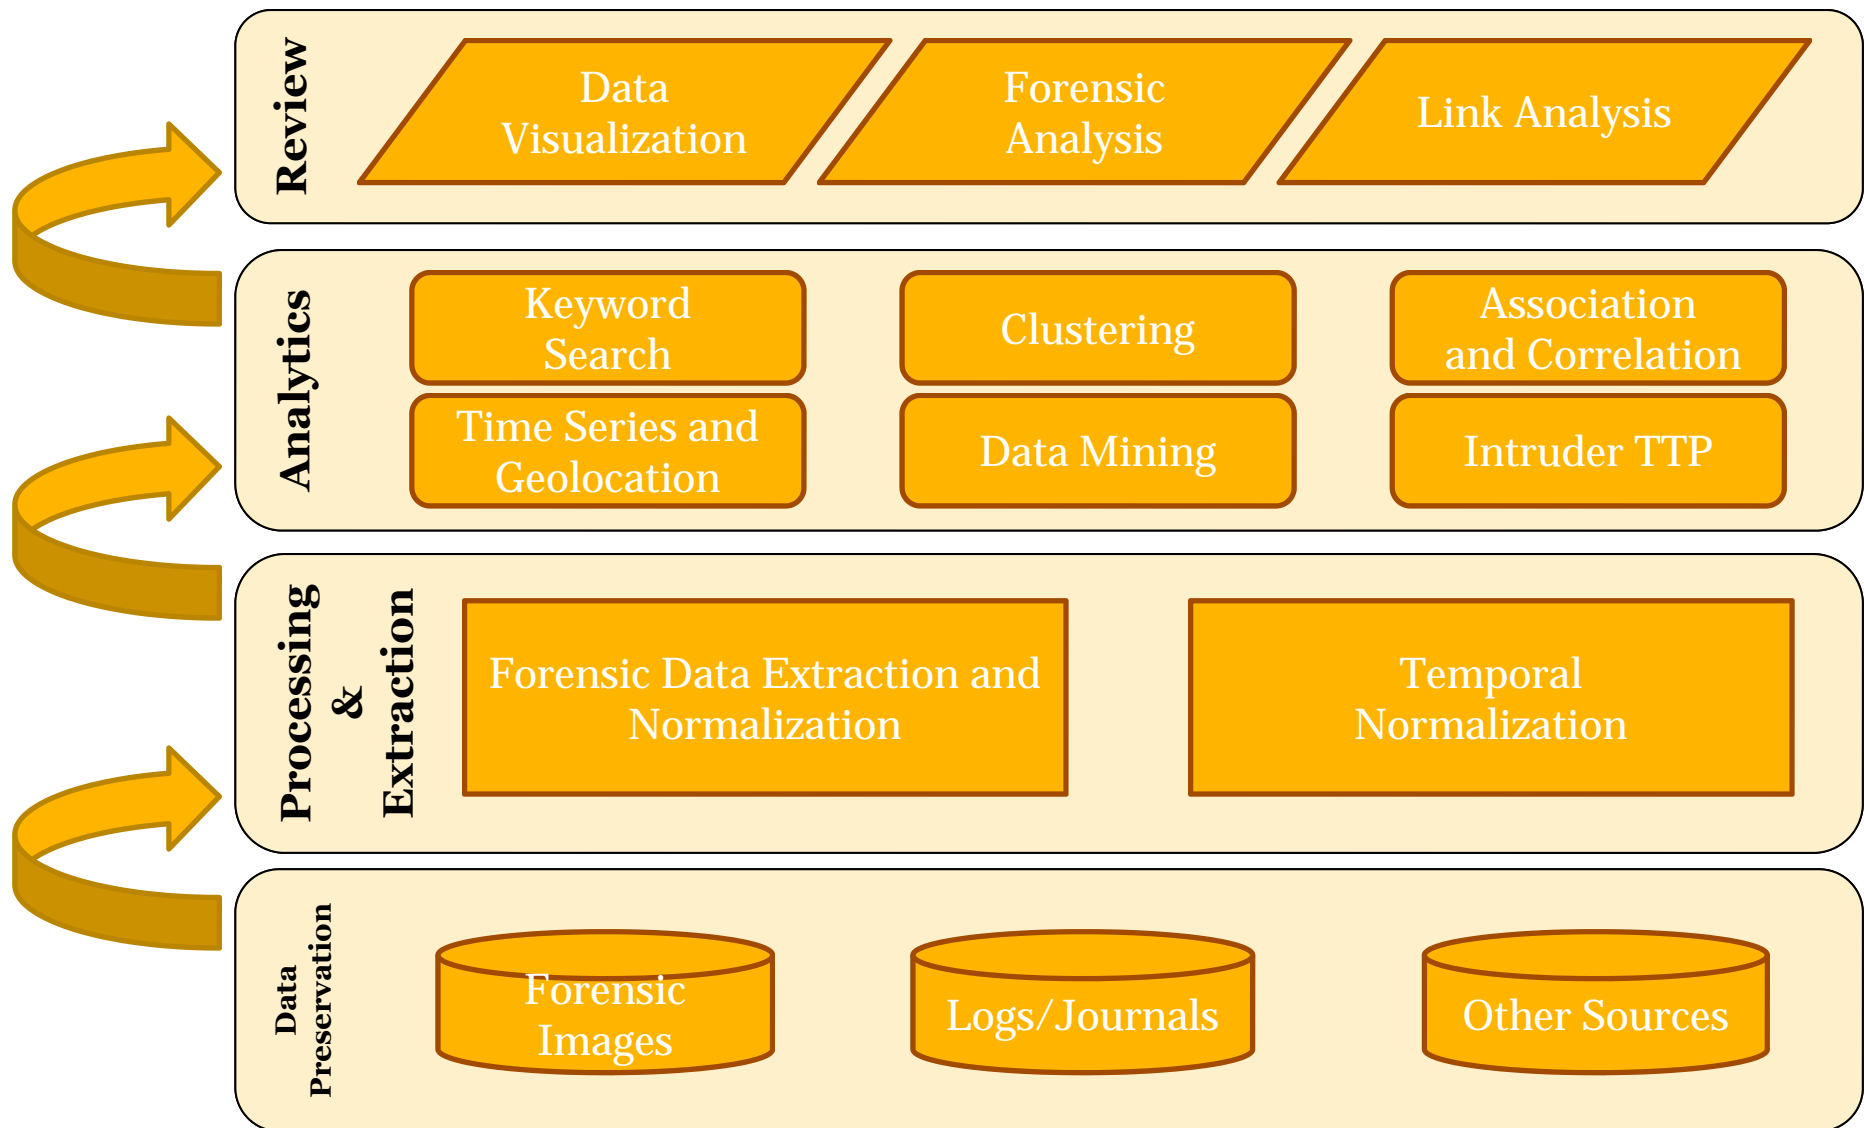 Review
Data
Visualization
Forensic
Analysis
Link Analysis
Analytics
Keyword
Search
Clustering
Association
and Correlation
Time Series and
Geolocation
Data Mining
Intruder TTP
Processing
&
Extraction
Forensic Data Extraction and
Normalization
Temporal
Normalization
Data
Preservation
Forensic
Images
Logs/Journals
Other Sources